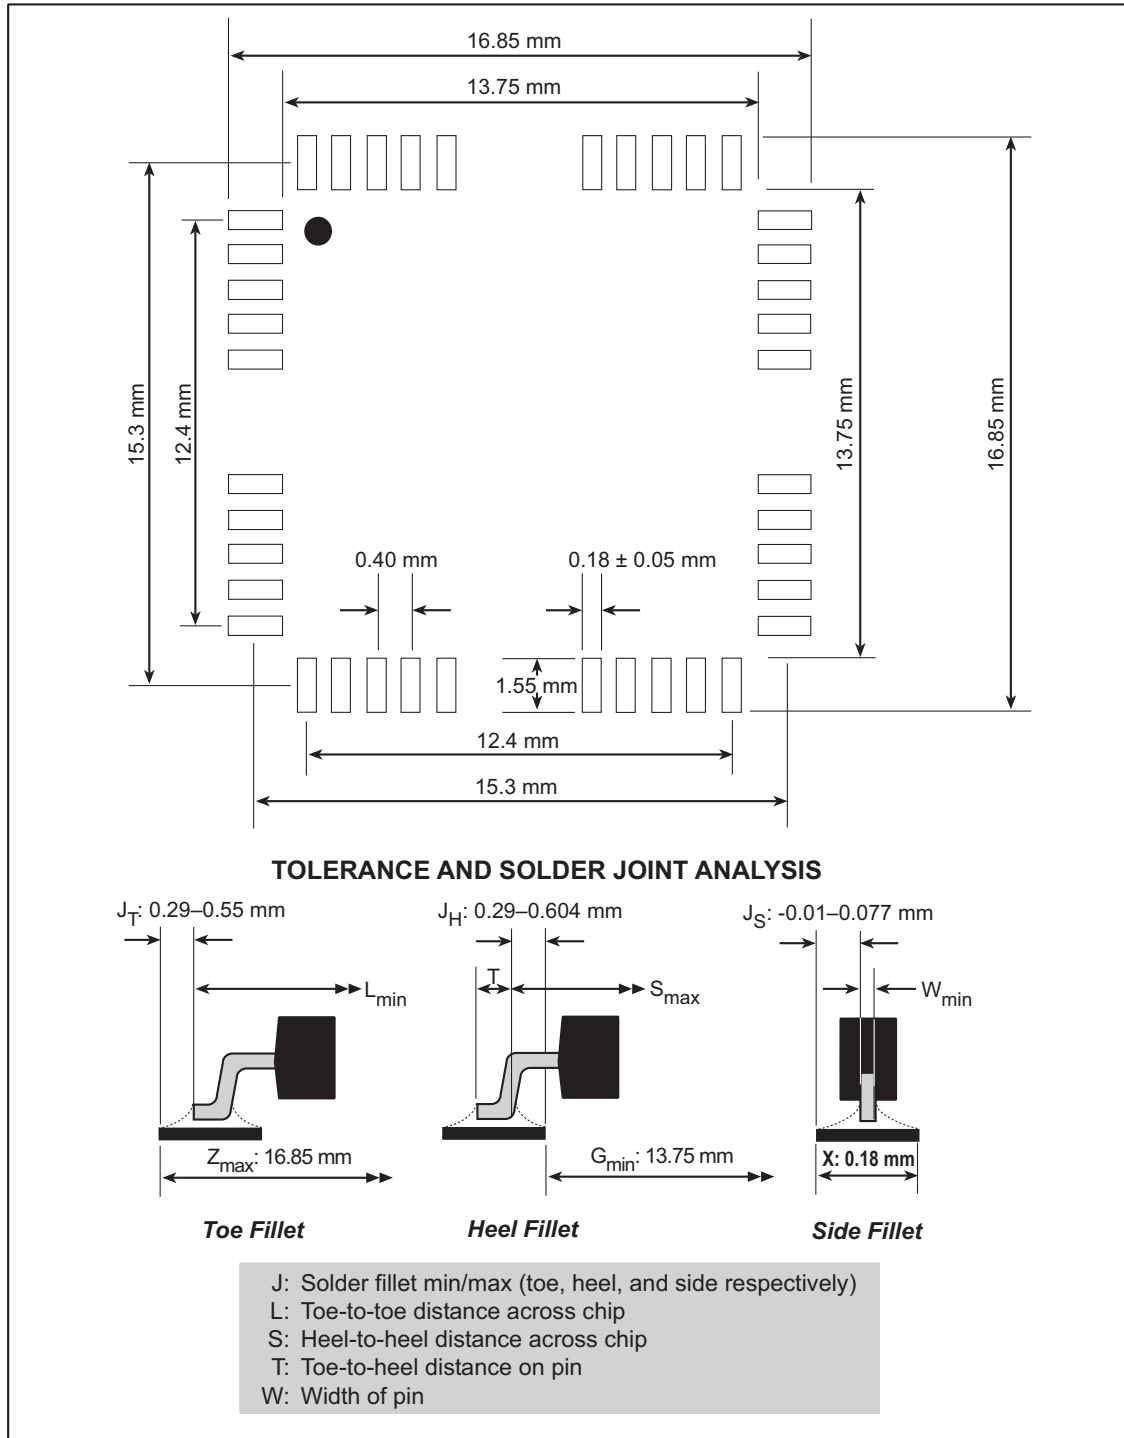 16.85 mm
13.75 mm
15.3 mm
12.4 mm
13.75 mm
16.85 mm
0.40 mm
0.18 ± 0.05 mm
1.55 mm
12.4 mm
15.3 mm
TOLERANCE AND SOLDER JOINT ANALYSIS
JT: 0.29–0.55 mm
JH: 0.29–0.604 mm
JS: -0.01–0.077 mm
Lmin
T
Smax
Wmin
Zmax: 16.85 mm
Gmin: 13.75 mm
X: 0.18 mm
Toe Fillet
Heel Fillet
Side Fillet
J: Solder fillet min/max (toe, heel, and side respectively)
L: Toe-to-toe distance across chip
S: Heel-to-heel distance across chip
T: Toe-to-heel distance on pin
W: Width of pin